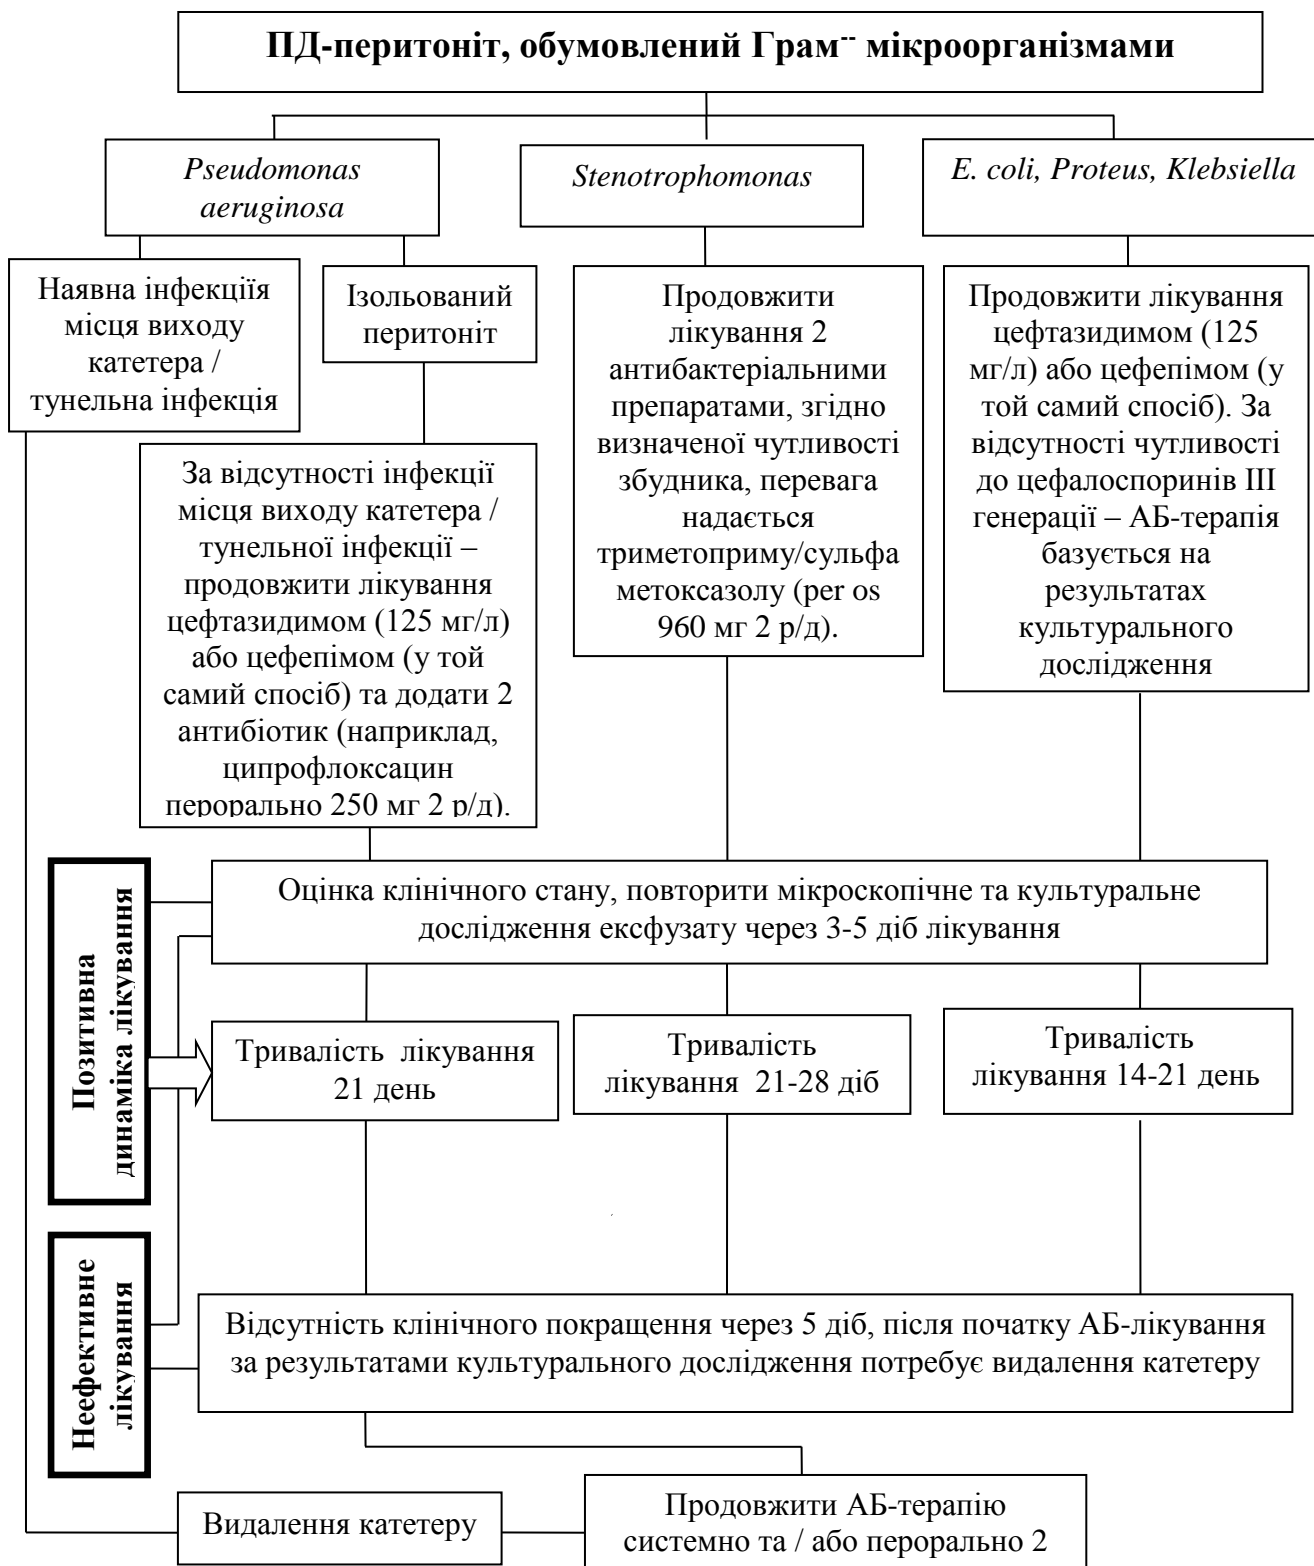 ПД-перитоніт, обумовлений Грам-- мікроорганізмами
Pseudomonas
aeruginosa
Stenotrophomonas
E. coli, Proteus, Klebsiella
Наявна інфекціїя
місця виходу
катетера /
тунельна інфекція
Ізольований
перитоніт
Продовжити
лікування 2
антибактеріальними
препаратами, згідно
визначеної чутливості
збудника, перевага
надається
триметоприму/сульфа
метоксазолу (per os
960 мг 2 р/д).
Продовжити лікування
цефтазидимом (125
мг/л) або цефепімом (у
той самий спосіб). За
відсутності чутливості
до цефалоспоринів III
генерації – АБ-терапія
базується на
результатах
культурального
дослідження
За відсутності інфекції
місця виходу катетера /
тунельної інфекції –
продовжити лікування
цефтазидимом (125 мг/л)
або цефепімом (у той
самий спосіб) та додати 2
антибіотик (наприклад,
ципрофлоксацин
перорально 250 мг 2 р/д).
Позитивна
динаміка лікування
Оцінка клінічного стану, повторити мікроскопічне та культуральне
дослідження ексфузату через 3-5 діб лікування
Тривалість лікування
21 день
Тривалість
лікування 21-28 діб
Тривалість
лікування 14-21 день
Неефективне
лікування
Відсутність клінічного покращення через 5 діб, після початку АБ-лікування
за результатами культурального дослідження потребує видалення катетеру
Видалення катетеру
Продовжити АБ-терапію
системно та / або перорально 2